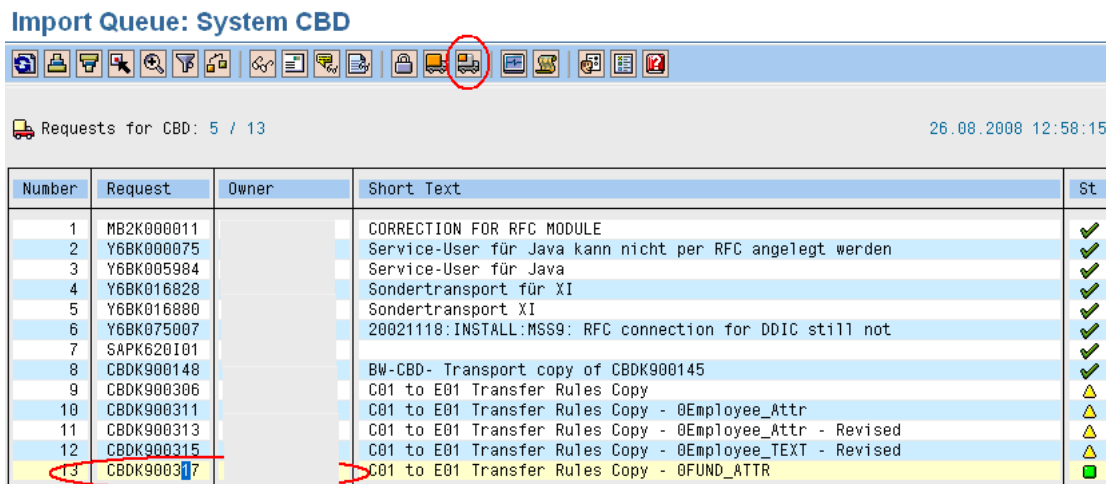 Import Queue: System CBD
Requests for CBD: 5 / 13 26.08.2008 12:58:15
Number Request Owner Short Text St
1 MB2K000011 CORRECTION FOR RFC MODULE
2 Y6BK000075 Service-User für Java kann nicht per RFC angelegt werden
3 Y6BK005984 Service-User für Java
4 Y6BK016828 Sondertransport für XI
5 Y6BK016880 Sondertransport XI
6 Y6BK075007 20021118:INSTALL:MSS9: RFC connection for DDIC still not
7 SAPK620I01
8 CBDK900148 BW-CBD- Transport copy of CBDK900145
9 CBDK900306 C01 to E01 Transfer Rules Copy
10 CBDK900311 C01 to E01 Transfer Rules Copy - 0Employee_Attr
11 CBDK900313 C01 to E01 Transfer Rules Copy - 0Employee_Attr - Revised
12 CBDK900315 C01 to E01 Transfer Rules Copy - 0Employee_TEXT - Revised
13 CBDK900317 C01 to E01 Transfer Rules Copy - 0FUND_ATTR